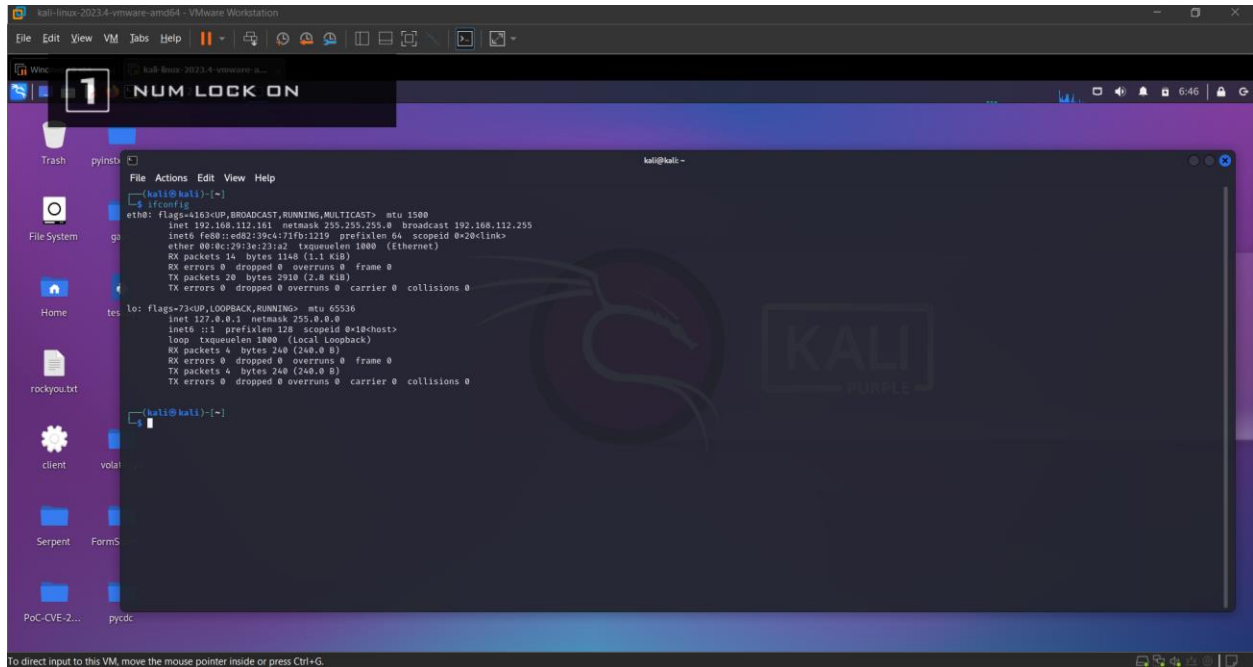 kali-linux-2023.4-vmware-amd64 - VMware Workstation
File Edit View VM Tabs Help
kali-linux-2023.4-vmware-a...
1 NUM LOCK ON
6:46
Trash
kali@kali: ~
File Actions Edit View Help
┌──(kali㉿kali)-[~]
└─$ ifconfig
eth0: flags=4163<UP,BROADCAST,RUNNING,MULTICAST> mtu 1500
inet 192.168.112.161 netmask 255.255.255.0 broadcast 192.168.112.255
inet6 fe80::ed82:39c4:71fb:1219 prefixlen 64 scopeid 0×20<link>
ether 00:0c:29:3e:23:a2 txqueuelen 1000 (Ethernet)
RX packets 14 bytes 1148 (1.1 KiB)
RX errors 0 dropped 0 overruns 0 frame 0
TX packets 20 bytes 2910 (2.8 KiB)
TX errors 0 dropped 0 overruns 0 carrier 0 collisions 0
lo: flags=73<UP,LOOPBACK,RUNNING> mtu 65536
inet 127.0.0.1 netmask 255.0.0.0
inet6 ::1 prefixlen 128 scopeid 0×10<host>
loop txqueuelen 1000 (Local Loopback)
RX packets 4 bytes 240 (240.0 B)
RX errors 0 dropped 0 overruns 0 frame 0
TX packets 4 bytes 240 (240.0 B)
TX errors 0 dropped 0 overruns 0 carrier 0 collisions 0
┌──(kali㉿kali)-[~]
└─$
KALI
PURPLE
File System
Home
rockyou.txt
client
Serpent
PoC-CVE-2... pycdc
To direct input to this VM, move the mouse pointer inside or press Ctrl+G.